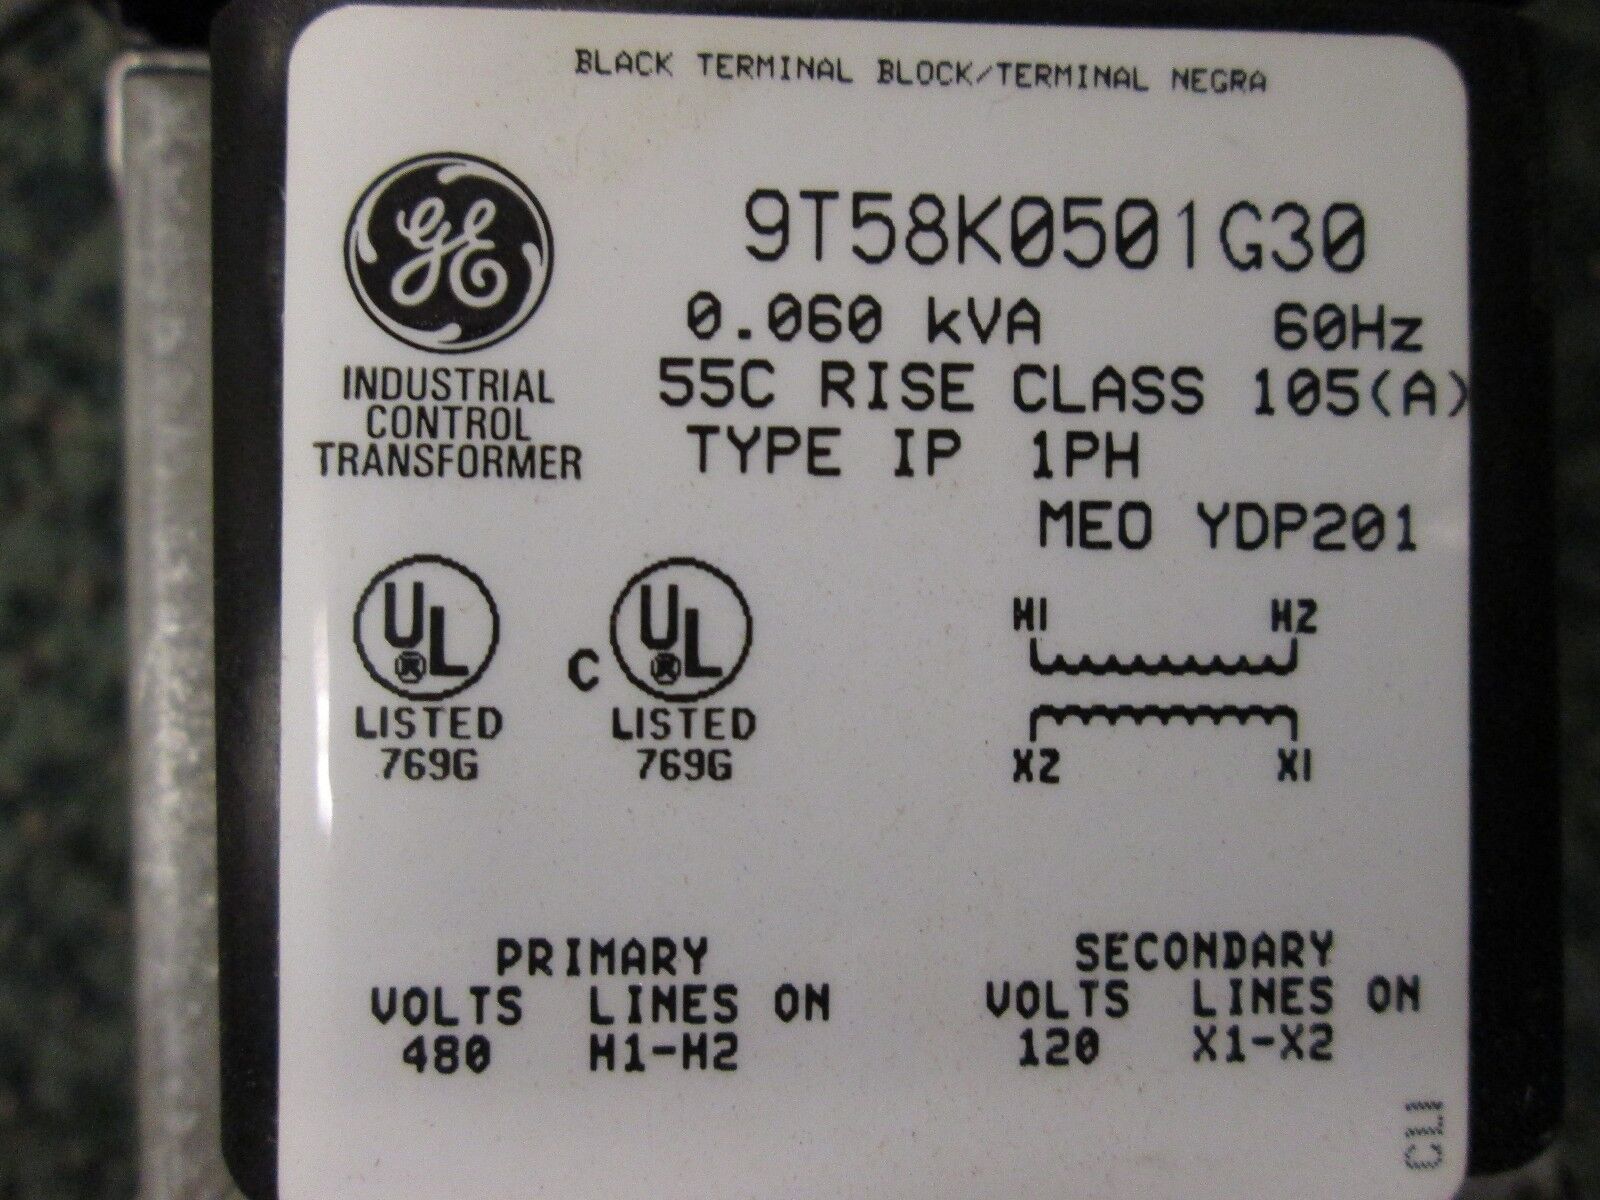 BLACK TERMINAL BLOCK/TERMINAL NEGRA
9T58K0501G30
0.060 kVA 60Hz
55C RISE CLASS 105(A)
TYPE IP 1PH
MEO YDP201
GE
INDUSTRIAL
CONTROL
TRANSFORMER
UL
®
LISTED
769G
C UL
®
LISTED
769G
H1 H2
X2 X1
PRIMARY
VOLTS LINES ON
480 H1-H2
SECONDARY
VOLTS LINES ON
120 X1-X2